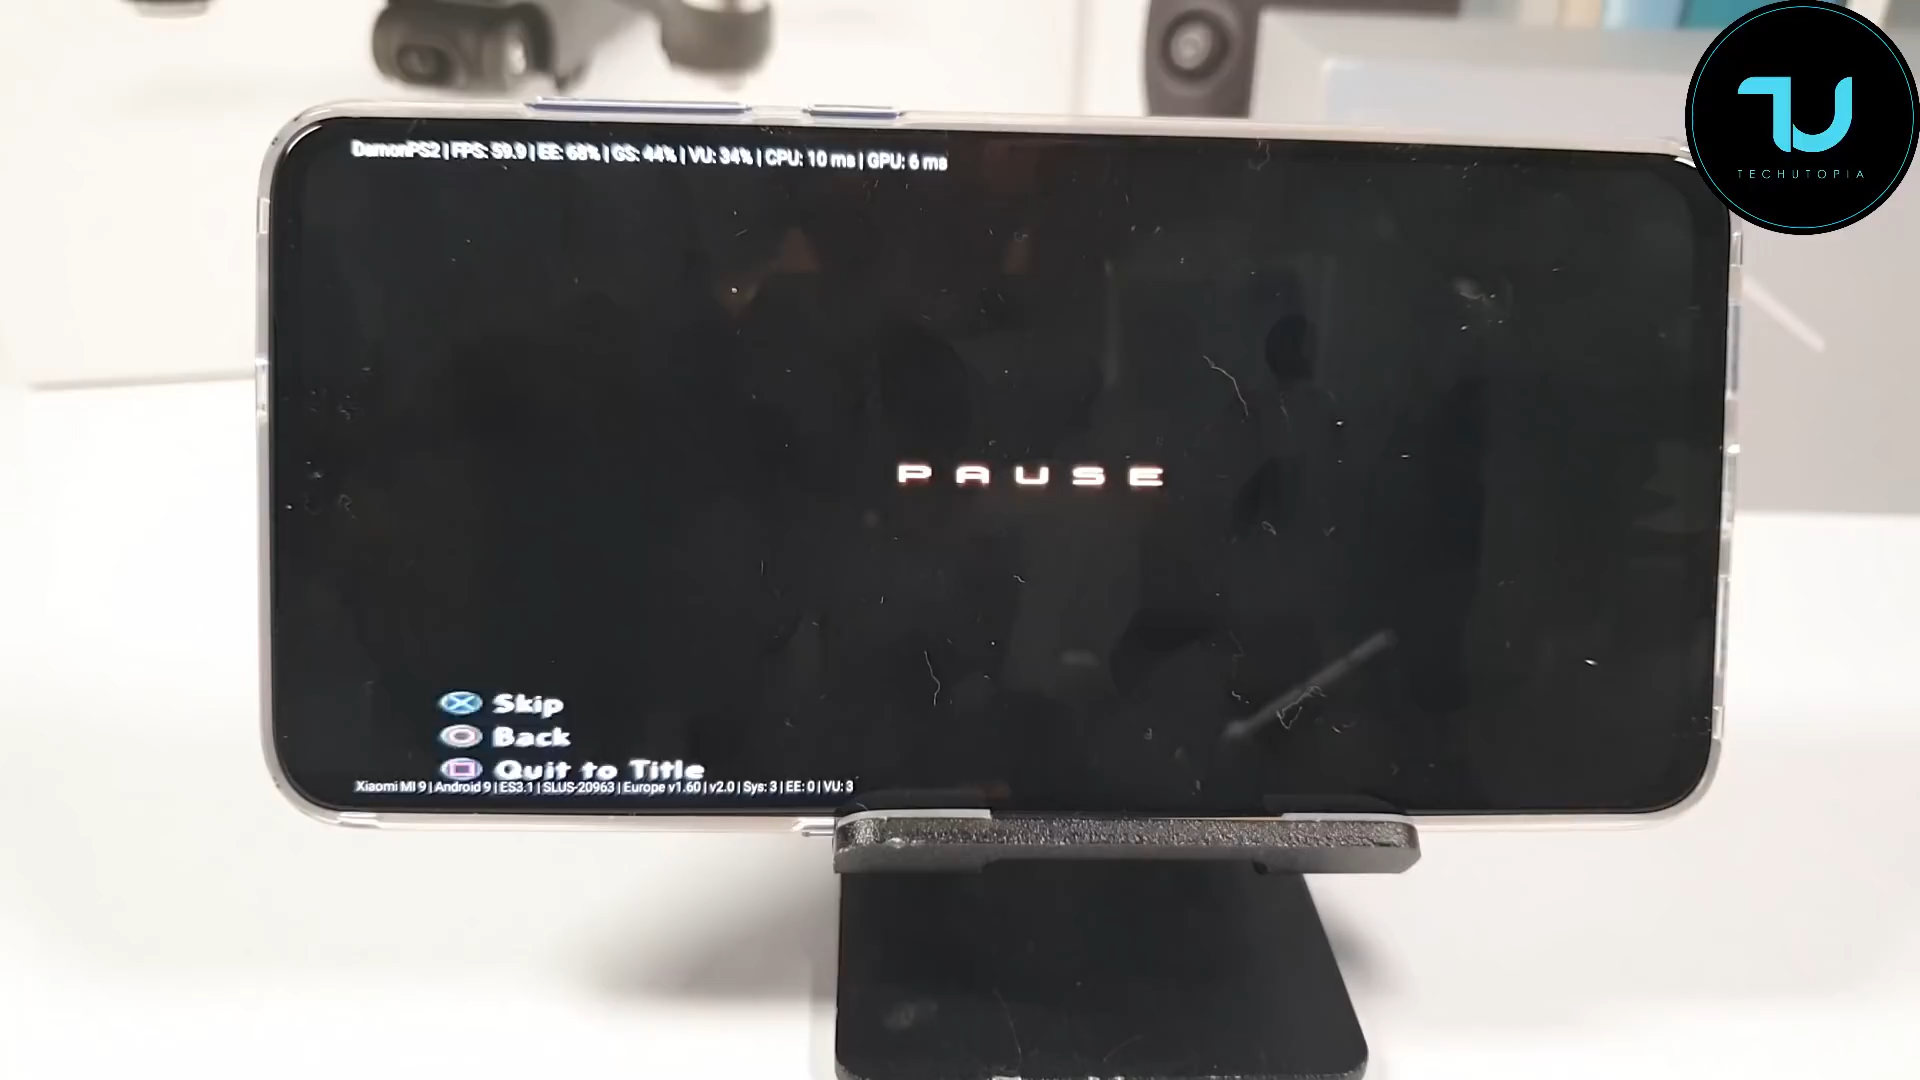 DamonPS2 | FPS: 59.9 | EE: 68% | GS: 44% | VU: 34% | CPU: 10 ms | GPU: 6 ms
TECHUTOPIA
PAUSE
Skip
Back
Quit to Title
Xiaomi MI 9 | Android 9 | ES3.1 | SLUS-20963 | Europe v1.60 | v2.0 | Sys: 3 | EE: 0 | VU: 3